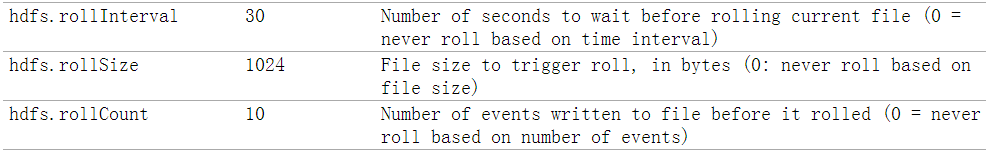 hdfs.rollInterval 30 Number of seconds to wait before rolling current file (0 =
never roll based on time interval)
hdfs.rollSize 1024 File size to trigger roll, in bytes (0: never roll based on
file size)
hdfs.rollCount 10 Number of events written to file before it rolled (0 = never
roll based on number of events)